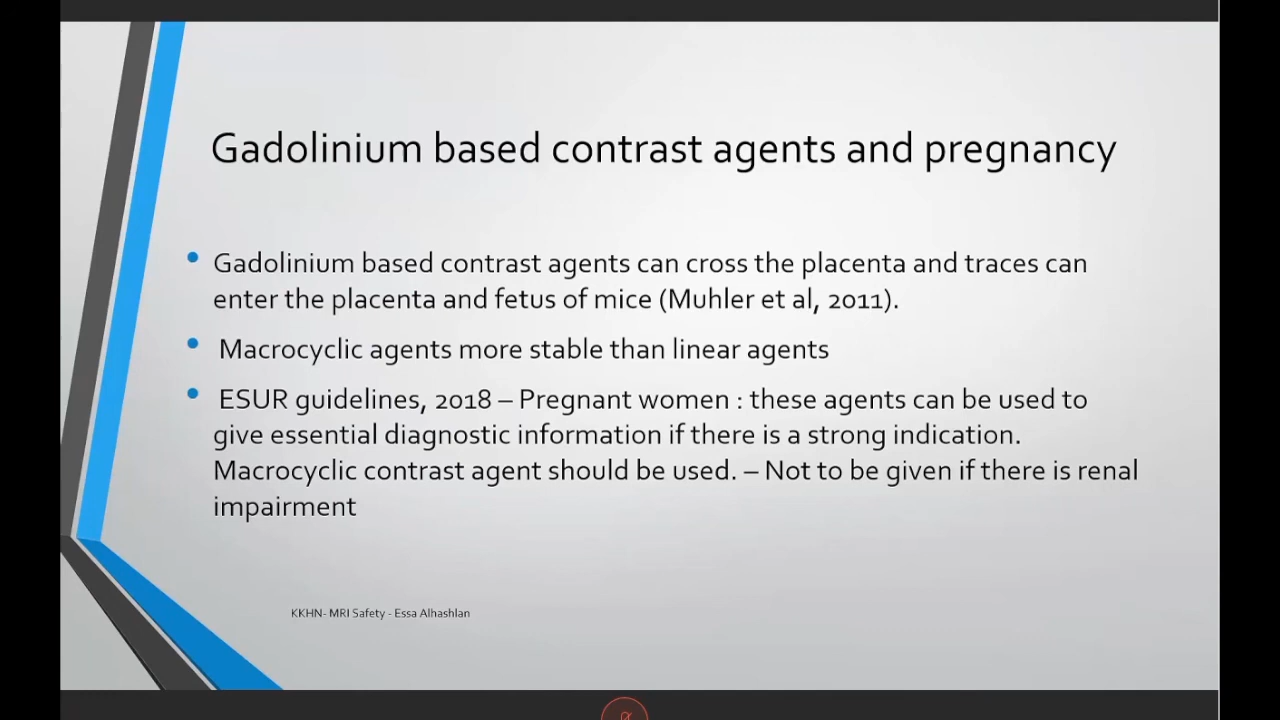 Gadolinium based contrast agents and pregnancy
• Gadolinium based contrast agents can cross the placenta and traces can
enter the placenta and fetus of mice (Muhler et al, 2011).
• Macrocyclic agents more stable than linear agents
• ESUR guidelines, 2018 – Pregnant women : these agents can be used to
give essential diagnostic information if there is a strong indication.
Macrocyclic contrast agent should be used. – Not to be given if there is renal
impairment
KKHN- MRI Safety - Essa Alhashlan